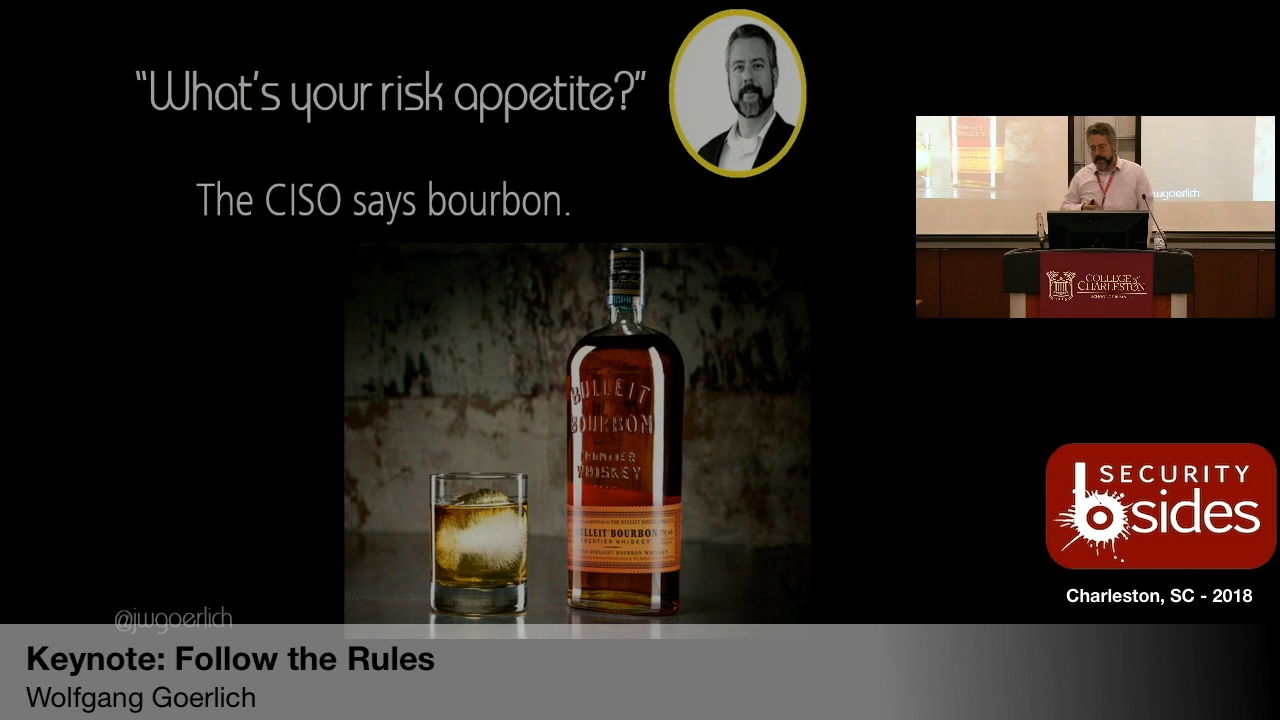 “What’s your risk appetite?”
The CISO says bourbon.
BULLEIT
BOURBON
FRONTIER
WHISKEY
BULLEIT BOURBON
FRONTIER WHISKEY
@jwgoerlich
jwgoerlich
COLLEGE of
CHARLESTON
SECURITY
bsides
Charleston, SC - 2018
Keynote: Follow the Rules
Wolfgang Goerlich